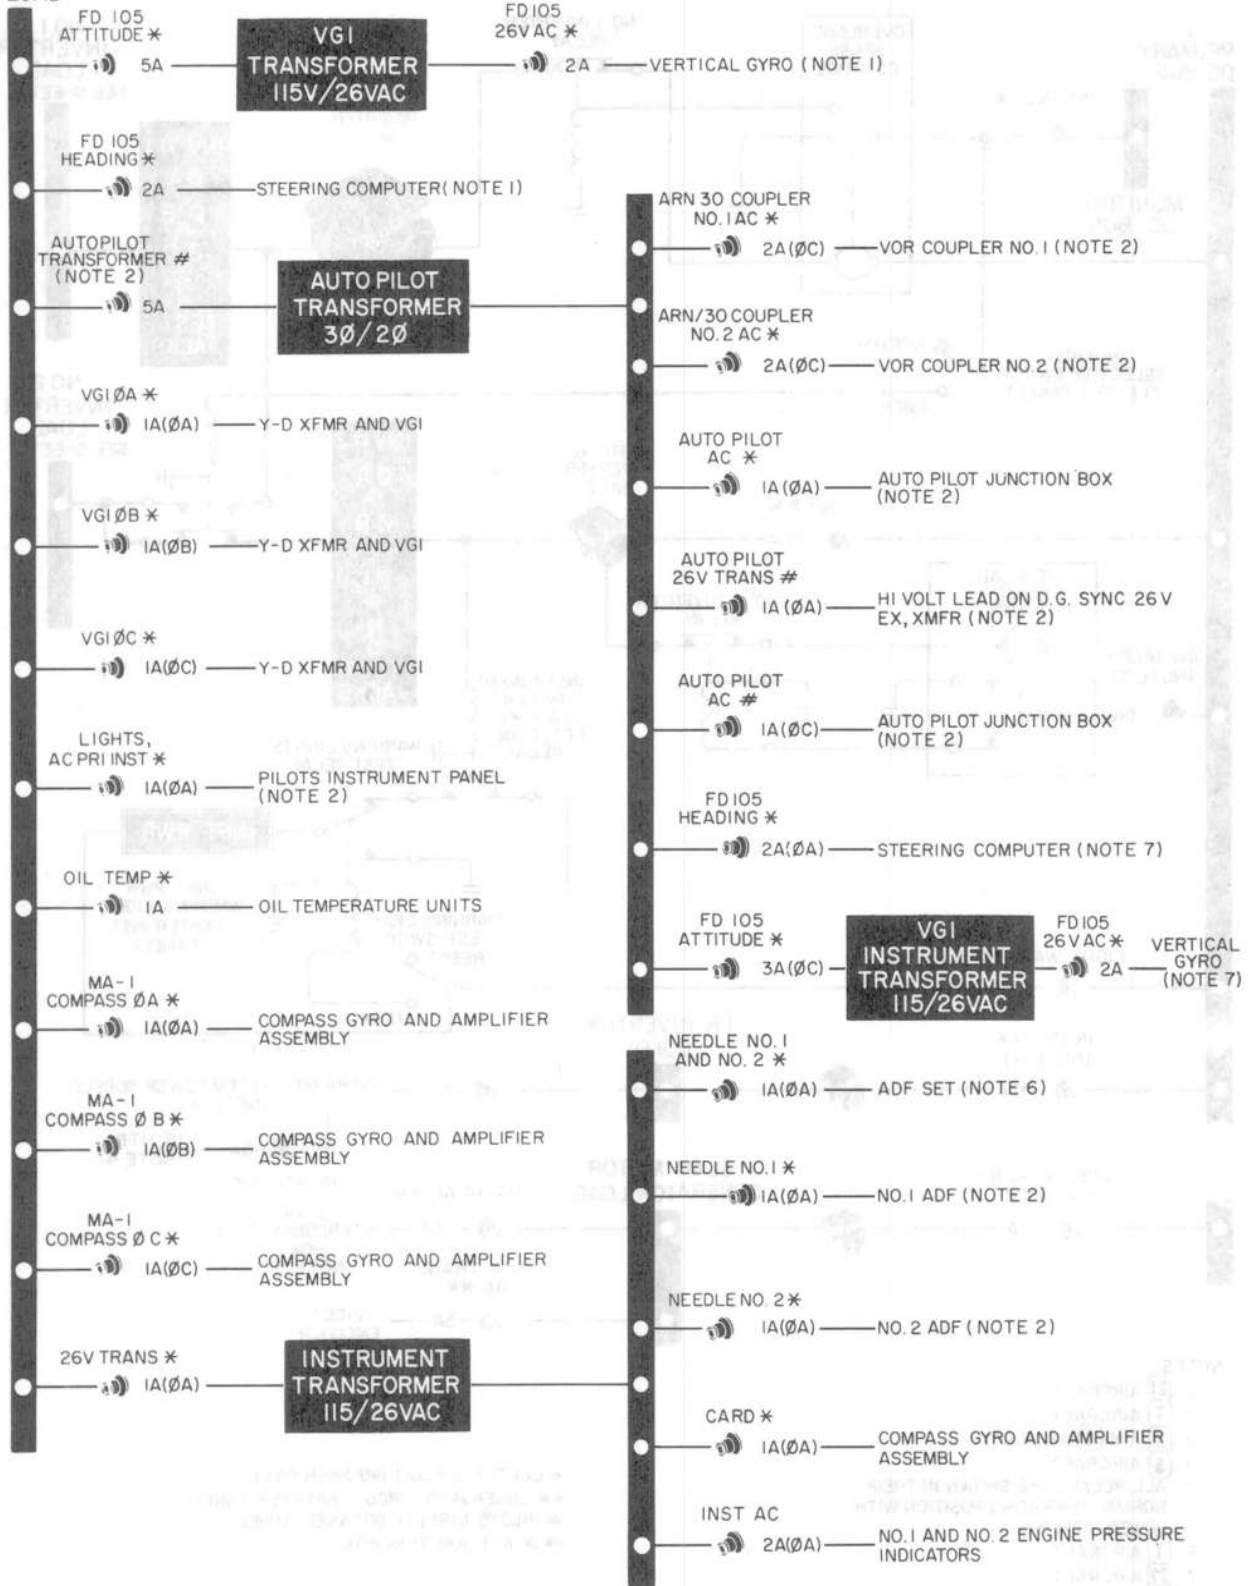 FD 105
ATTITUDE *
5A
VGI
TRANSFORMER
115V/26VAC
FD105
26V AC *
2A
VERTICAL GYRO (NOTE 1)
FD 105
HEADING *
2A
STEERING COMPUTER (NOTE 1)
AUTOPILOT
TRANSFORMER #
(NOTE 2)
5A
AUTO PILOT
TRANSFORMER
3Ø/2Ø
VGI ØA *
1A(ØA)
Y-D XFMR AND VGI
VGI ØB *
1A(ØB)
Y-D XFMR AND VGI
VGI ØC *
1A(ØC)
Y-D XFMR AND VGI
LIGHTS,
AC PRI INST *
1A(ØA)
PILOTS INSTRUMENT PANEL
(NOTE 2)
OIL TEMP *
1A
OIL TEMPERATURE UNITS
MA-1
COMPASS ØA *
1A(ØA)
COMPASS GYRO AND AMPLIFIER
ASSEMBLY
MA-1
COMPASS Ø B *
1A(ØB)
COMPASS GYRO AND AMPLIFIER
ASSEMBLY
MA-1
COMPASS Ø C *
1A(ØC)
COMPASS GYRO AND AMPLIFIER
ASSEMBLY
26V TRANS *
1A(ØA)
INSTRUMENT
TRANSFORMER
115/26VAC
ARN 30 COUPLER
NO. 1 AC *
2A(ØC)
VOR COUPLER NO. 1 (NOTE 2)
ARN/30 COUPLER
NO. 2 AC *
2A(ØC)
VOR COUPLER NO.2 (NOTE 2)
AUTO PILOT
AC *
1A(ØA)
AUTO PILOT JUNCTION BOX
(NOTE 2)
AUTO PILOT
26V TRANS #
1A(ØA)
HI VOLT LEAD ON D.G. SYNC 26 V
EX, XMFR (NOTE 2)
AUTO PILOT
AC #
1A(ØC)
AUTO PILOT JUNCTION BOX
(NOTE 2)
FD105
HEADING *
2A(ØA)
STEERING COMPUTER (NOTE 7)
FD 105
ATTITUDE *
3A(ØC)
VGI
INSTRUMENT
TRANSFORMER
115/26VAC
FD105
26VAC *
2A
VERTICAL
GYRO
(NOTE 7)
NEEDLE NO. 1
AND NO. 2 *
1A(ØA)
ADF SET (NOTE 6)
NEEDLE NO. 1 *
1A(ØA)
NO. 1 ADF (NOTE 2)
NEEDLE NO. 2 *
1A(ØA)
NO. 2 ADF (NOTE 2)
CARD *
1A(ØA)
COMPASS GYRO AND AMPLIFIER
ASSEMBLY
INST AC
2A(ØA)
NO. 1 AND NO. 2 ENGINE PRESSURE
INDICATORS